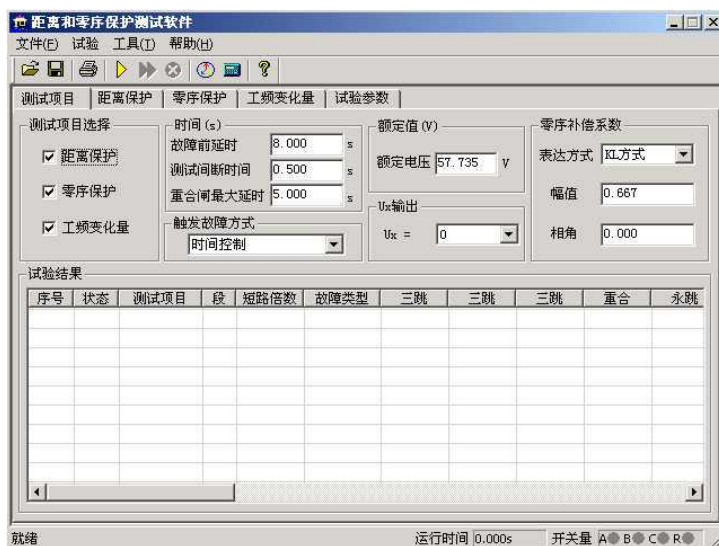 距离和零序保护测试软件
文件(F) 试验 工具(T) 帮助(H)
测试项目 距离保护 零序保护 工频变化量 试验参数
测试项目选择
距离保护
零序保护
工频变化量
时间(s)
故障前延时 8.000 s
测试间断时间 0.500 s
重合闸最大延时 5.000 s
触发故障方式
时间控制
额定值(V)
额定电压 57.735 V
Ux输出
Ux = 0
零序补偿系数
表达方式 KL方式
幅值 0.667
相角 0.000
试验结果
序号 状态 测试项目 段 短路倍数 故障类型 三跳 三跳 三跳 重合 永跳
就绪 运行时间 0.000s 开关量 A B C R